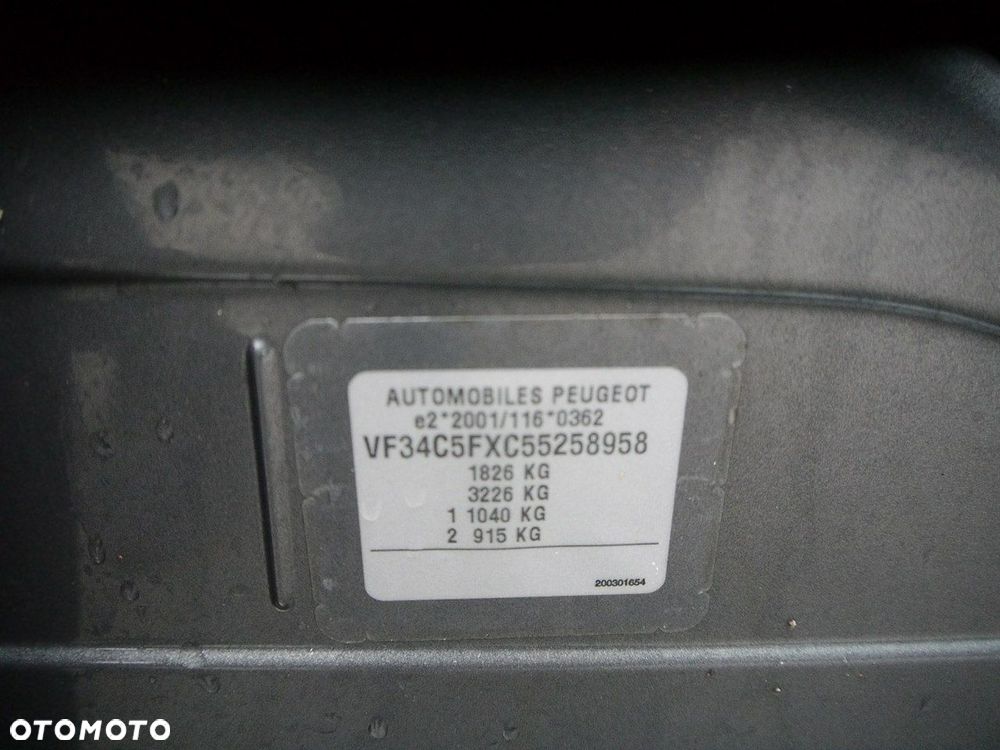 AUTOMOBILES PEUGEOT
e2*2001/116*0362
VF34C5FXC55258958
1826 KG
3226 KG
1 1040 KG
2 915 KG
200301654
OTOMOTO